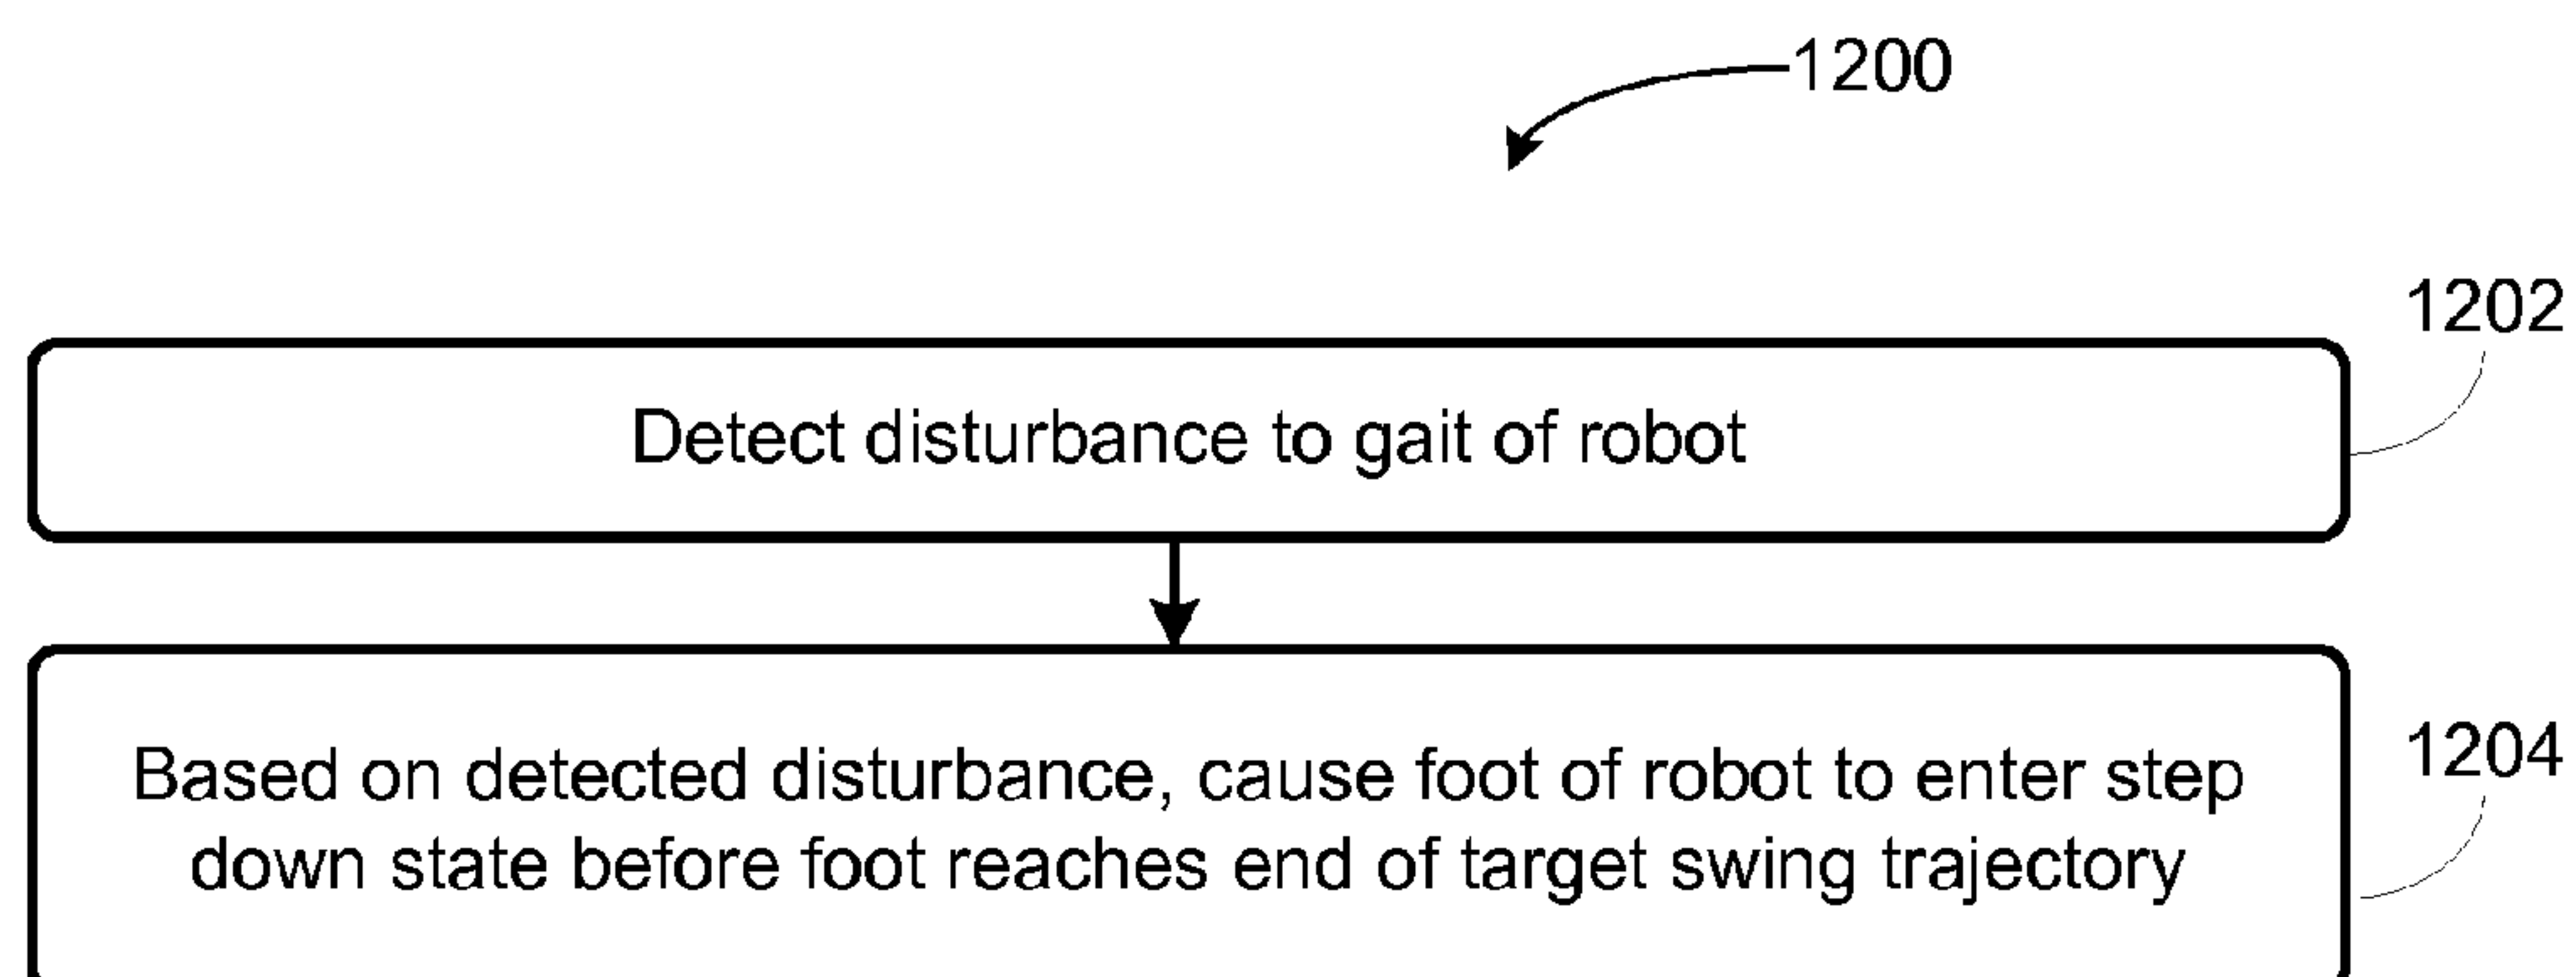 1200
1202
Detect disturbance to gait of robot
1204
Based on detected disturbance, cause foot of robot to enter step
down state before foot reaches end of target swing trajectory